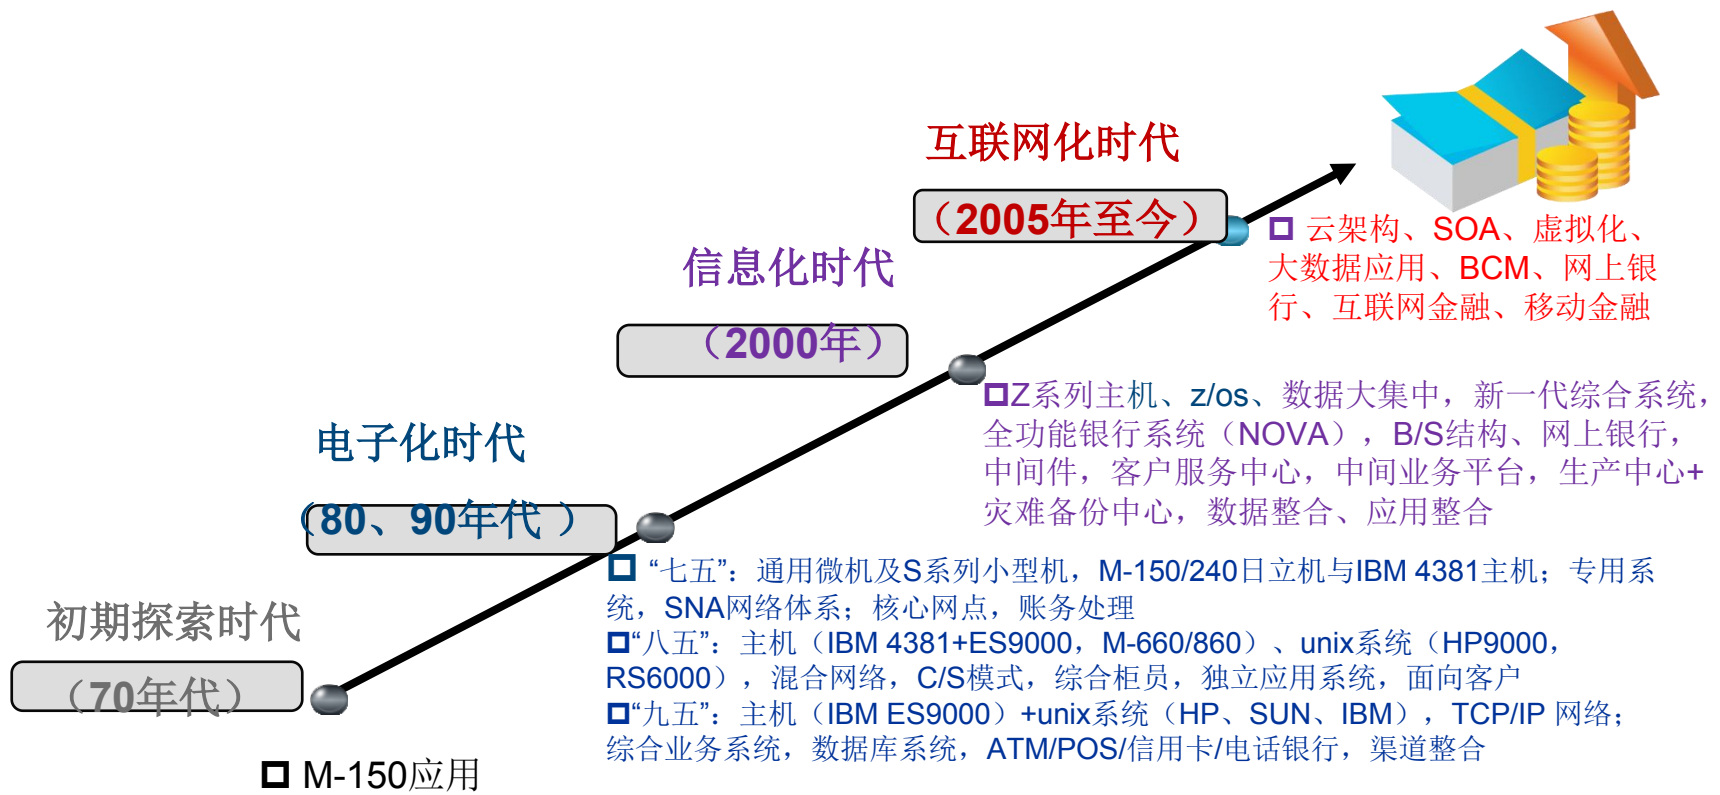 互联网化时代
（2005年至今）
云架构、SOA、虚拟化、
大数据应用、BCM、网上银
行、互联网金融、移动金融
信息化时代
（2000年）
Z系列主机、z/os、数据大集中，新一代综合系统，
全功能银行系统（NOVA），B/S结构、网上银行，
中间件，客户服务中心，中间业务平台，生产中心+
灾难备份中心，数据整合、应用整合
电子化时代
（80、90年代 ）
“七五”：通用微机及S系列小型机，M-150/240日立机与IBM 4381主机；专用系
统，SNA网络体系；核心网点，账务处理
“八五”：主机（IBM 4381+ES9000，M-660/860）、unix系统（HP9000，
RS6000），混合网络，C/S模式，综合柜员，独立应用系统，面向客户
“九五”：主机（IBM ES9000）+unix系统（HP、SUN、IBM），TCP/IP 网络；
综合业务系统，数据库系统，ATM/POS/信用卡/电话银行，渠道整合
初期探索时代
（70年代）
M-150应用